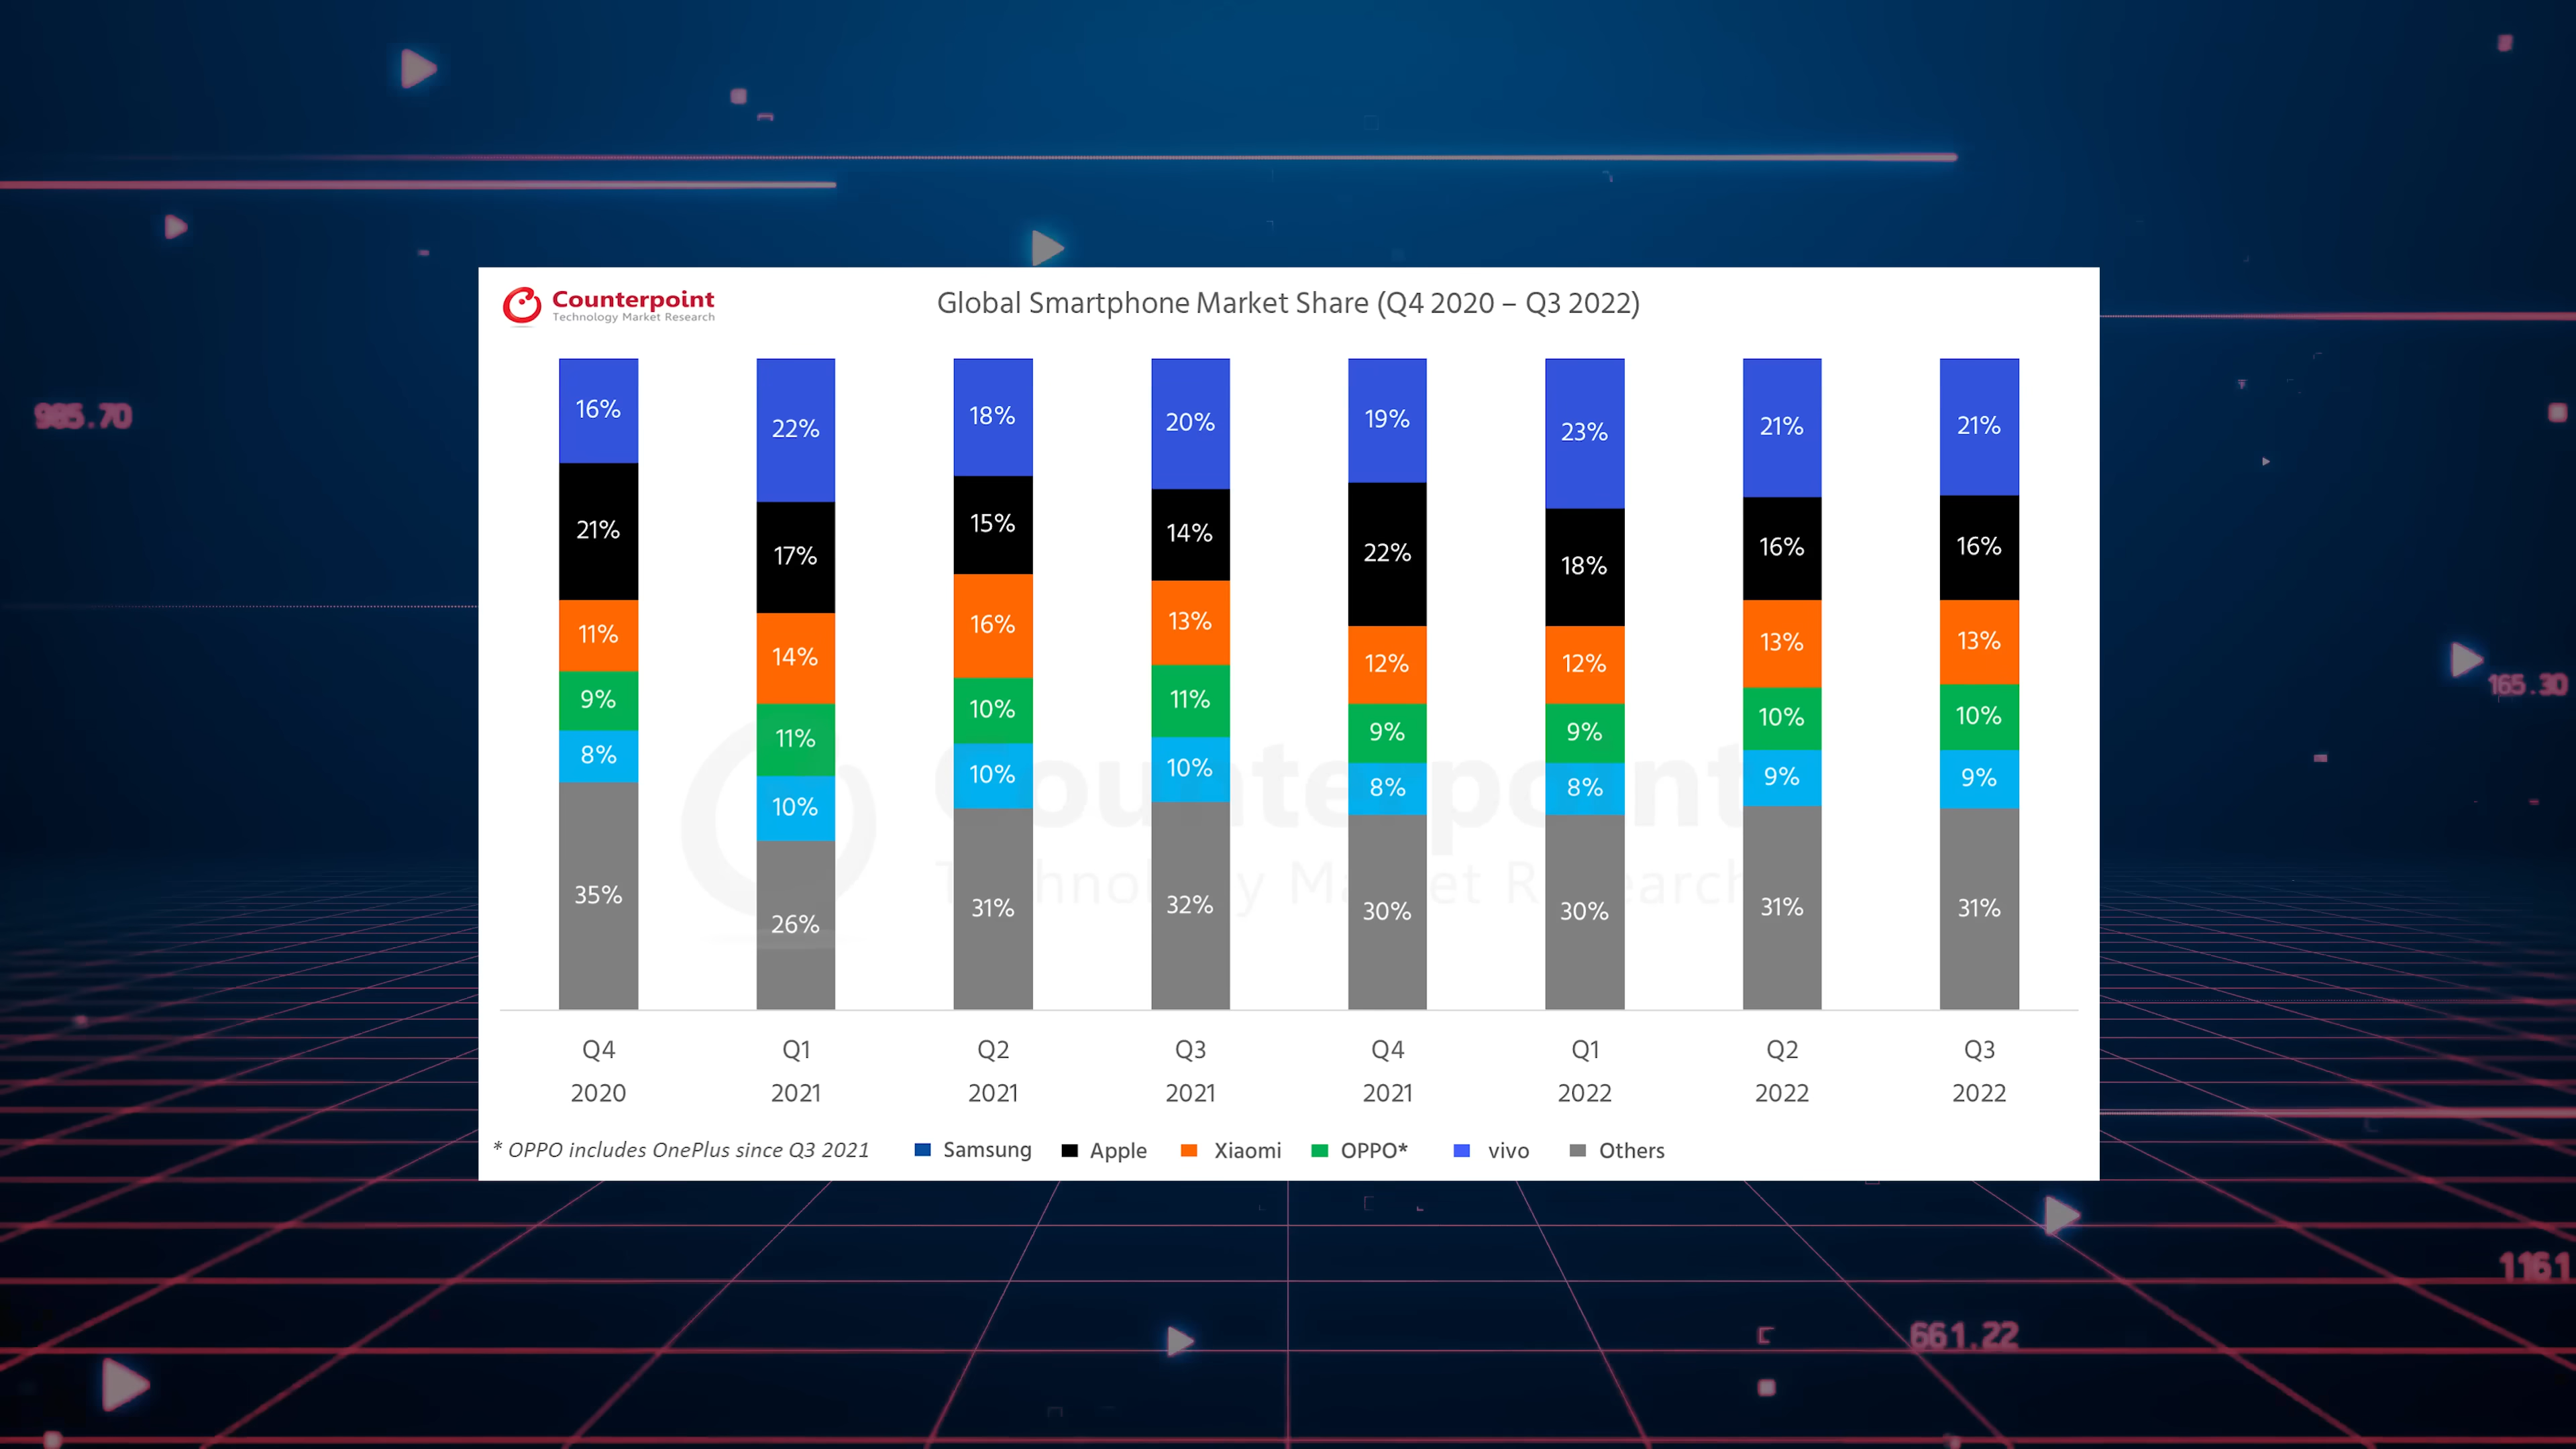 Counterpoint
Technology Market Research
Global Smartphone Market Share (Q4 2020 – Q3 2022)
16% 22% 18% 20% 19% 23% 21% 21%
21% 17% 15% 14% 22% 18% 16% 16%
11% 14% 16% 13% 12% 12% 13% 13%
9% 11% 10% 11% 9% 9% 10% 10%
8% 10% 10% 10% 8% 8% 9% 9%
35% 26% 31% 32% 30% 30% 31% 31%
Counterpoint
Technology Market Research
Q4 Q1 Q2 Q3 Q4 Q1 Q2 Q3
2020 2021 2021 2021 2021 2022 2022 2022
* OPPO includes OnePlus since Q3 2021 Samsung Apple Xiaomi OPPO* vivo Others
985.70
165.30
1161
661.22